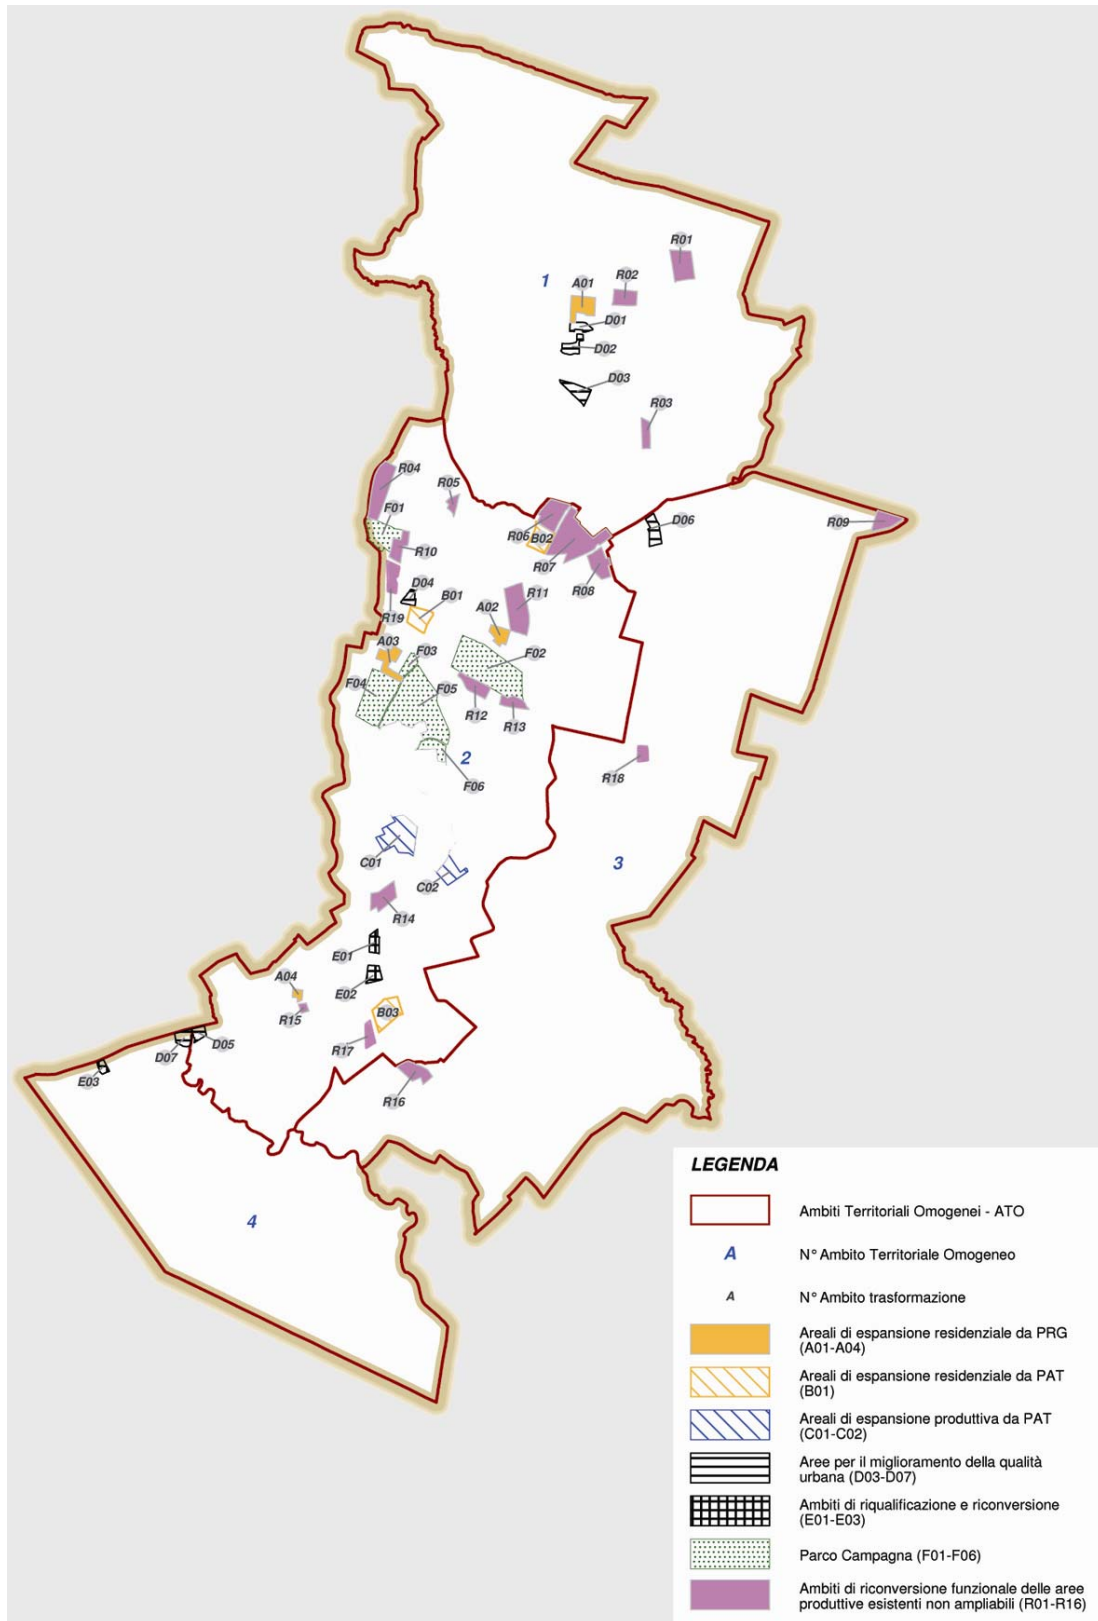 R01
R02
1
A01
D01
D02
D03
R03
R04
R05
F01
D06
R09
R06
B02
R10
R07
D04
R08
B01
R11
A02
R19
A03
F03
F02
F04
F05
R12
R13
2
R18
F06
C01
3
C02
R14
E01
A04
E02
R15
B03
D05
R17
D07
E03
R16
4
LEGENDA
Ambiti Territoriali Omogenei - ATO
A N° Ambito Territoriale Omogeneo
A N° Ambito trasformazione
Areali di espansione residenziale da PRG
(A01-A04)
Areali di espansione residenziale da PAT
(B01)
Areali di espansione produttiva da PAT
(C01-C02)
Aree per il miglioramento della qualità
urbana (D03-D07)
Ambiti di riqualificazione e riconversione
(E01-E03)
Parco Campagna (F01-F06)
Ambiti di riconversione funzionale delle aree
produttive esistenti non ampliabili (R01-R16)